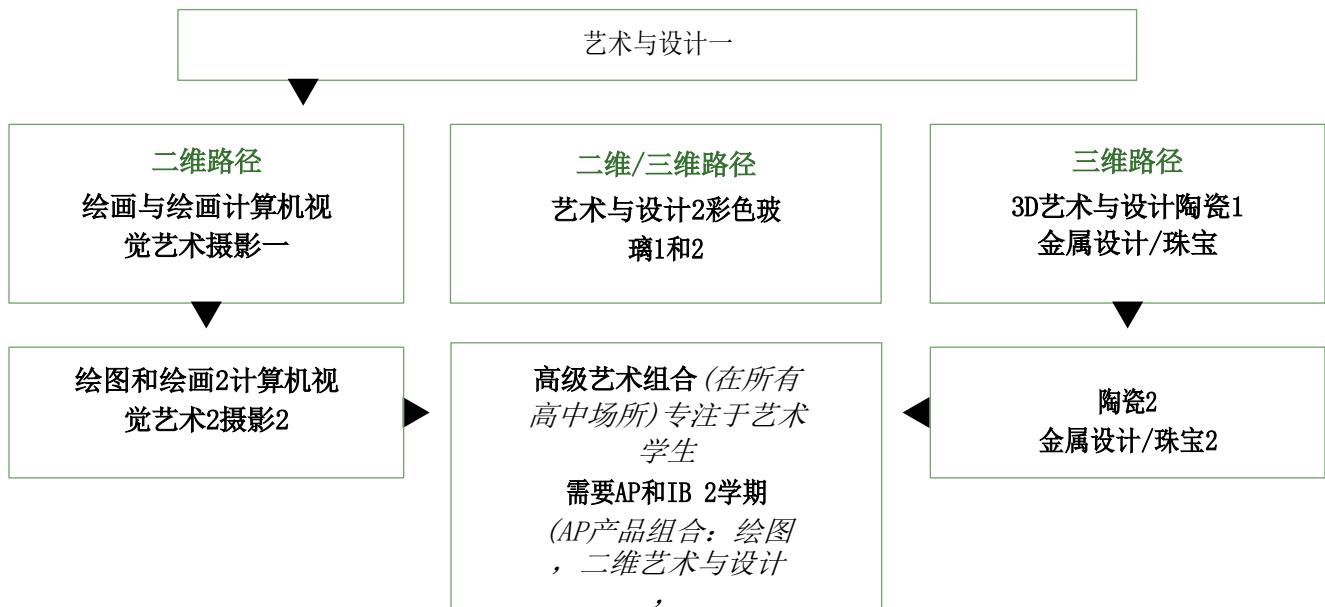 艺术与设计一
二维路径
绘画与绘画计算机视
觉艺术摄影一
二维/三维路径
艺术与设计2彩色玻
璃1和2
三维路径
3D艺术与设计陶瓷1
金属设计/珠宝
绘图和绘画2计算机视
觉艺术2摄影2
高级艺术组合(在所有
高中场所)专注于艺术
学生
需要AP和IB 2学期
(AP产品组合：绘图
，二维艺术与设计
，
陶瓷2
金属设计/珠宝2